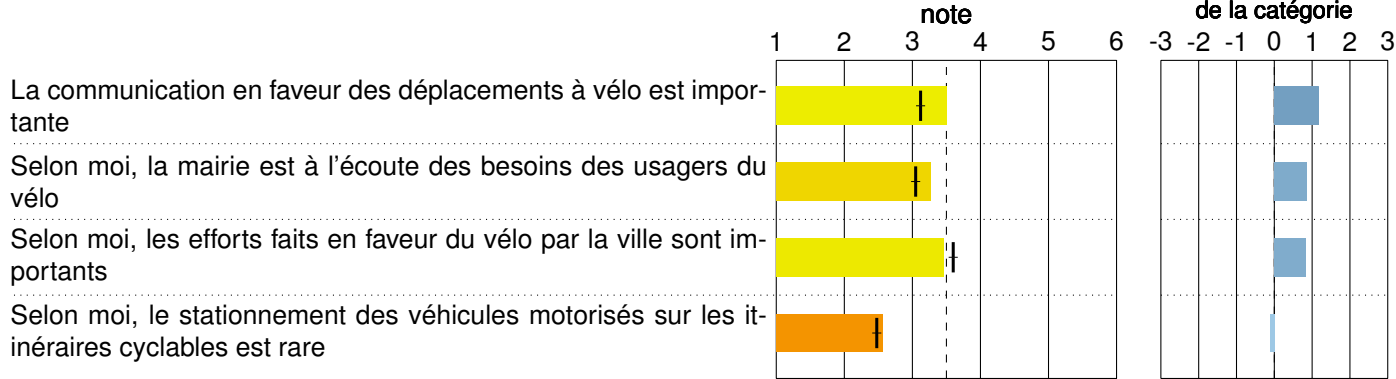 note
de la catégorie
1 2 3 4 5 6
-3 -2 -1 0 1 2 3
La communication en faveur des déplacements à vélo est impor-
tante
Selon moi, la mairie est à l'écoute des besoins des usagers du
vélo
Selon moi, les efforts faits en faveur du vélo par la ville sont im-
portants
Selon moi, le stationnement des véhicules motorisés sur les it-
inéraires cyclables est rare